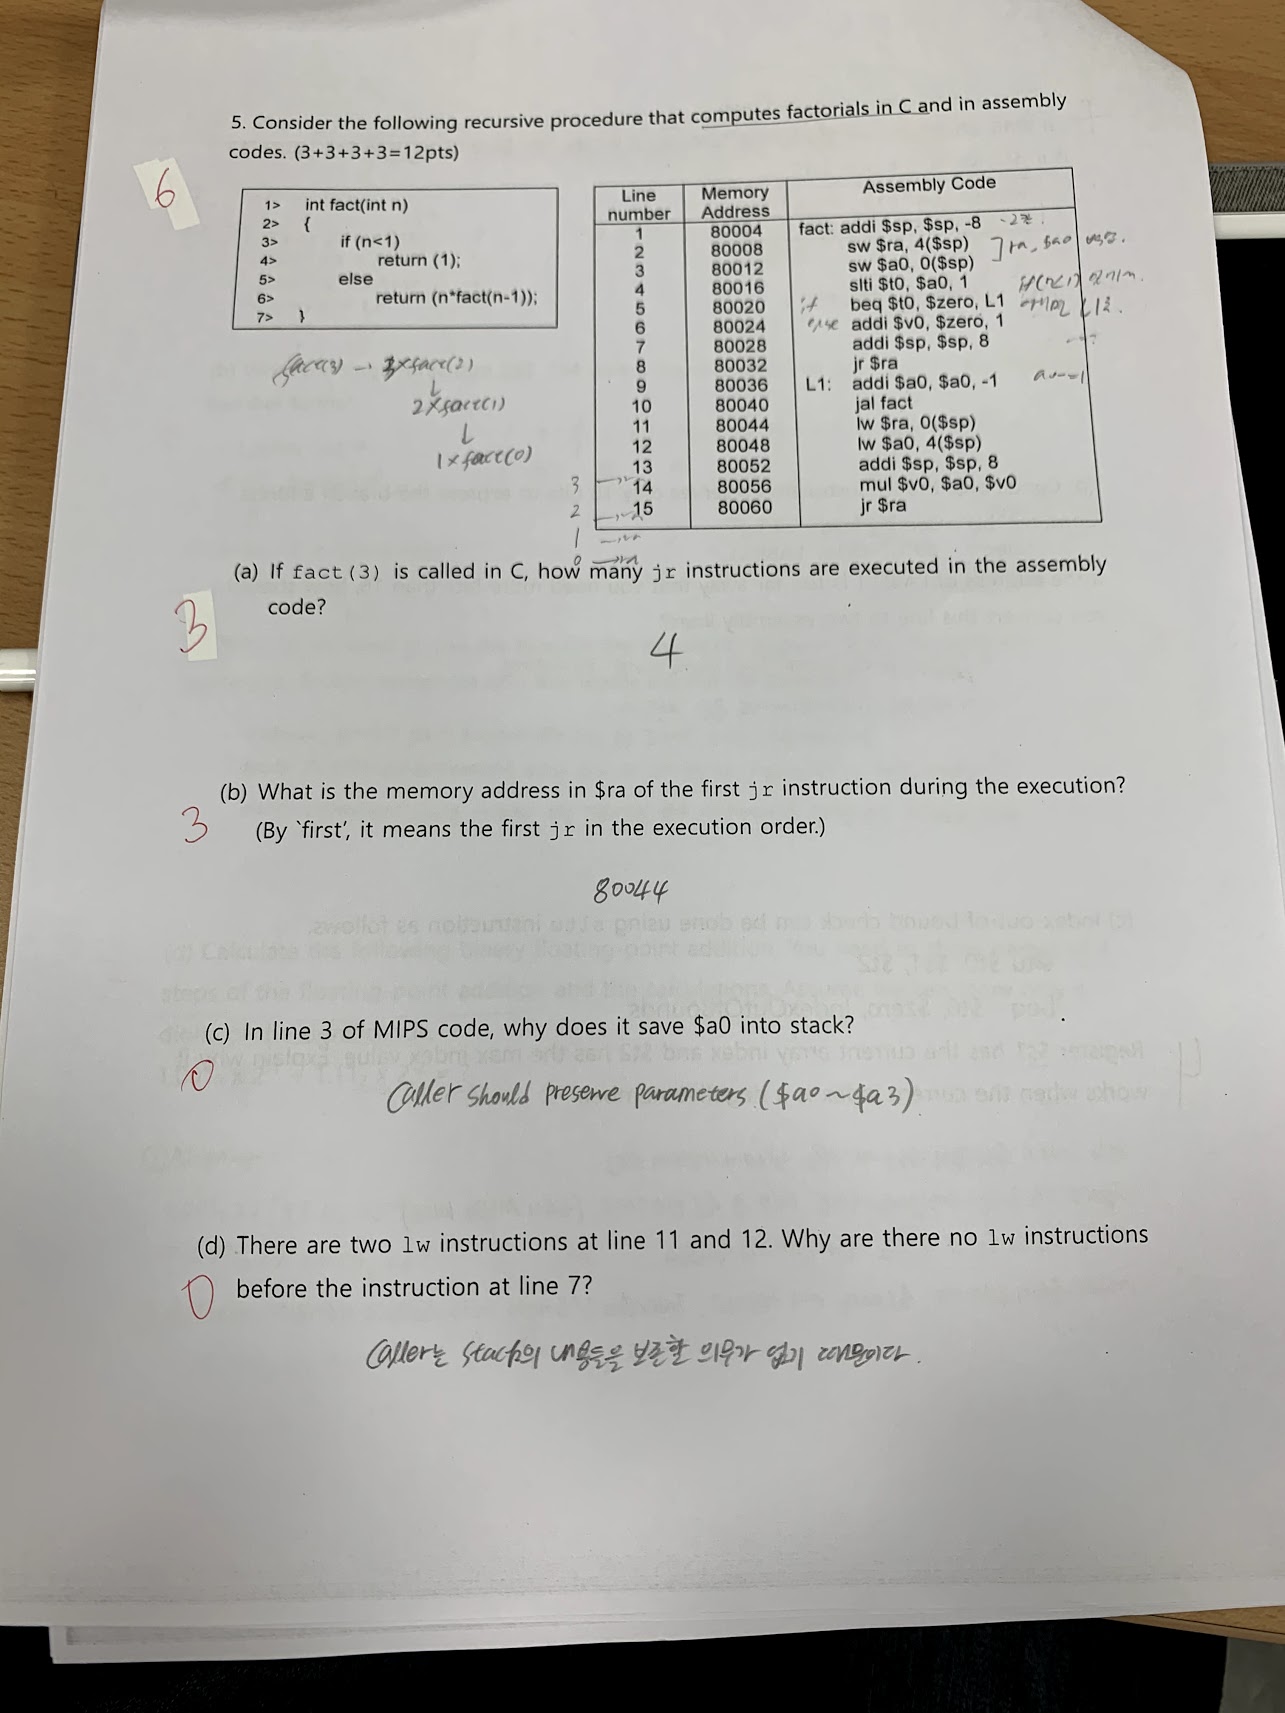 5. Consider the following recursive procedure that computes factorials in C and in assembly
codes. (3+3+3+3=12pts)
6
1> int fact(int n)
2> {
3> if (n<1)
4> return (1);
5> else
6> return (n*fact(n-1));
7> }
fact(3) → 3×fact(2)
↓
2×fact(1)
↓
1×fact(0)
Line number Memory Address Assembly Code
1 80004 fact: addi $sp, $sp, -8
2 80008 sw $ra, 4($sp)
3 80012 sw $a0, 0($sp)
4 80016 slti $t0, $a0, 1
5 80020 beq $t0, $zero, L1
6 80024 addi $v0, $zero, 1
7 80028 addi $sp, $sp, 8
8 80032 jr $ra
9 80036 L1: addi $a0, $a0, -1
10 80040 jal fact
11 80044 lw $ra, 0($sp)
12 80048 lw $a0, 4($sp)
13 80052 addi $sp, $sp, 8
14 80056 mul $v0, $a0, $v0
15 80060 jr $ra
if
else
ra, $a0
3
2
1
0
(a) If fact(3) is called in C, how many jr instructions are executed in the assembly
code?
3
4
(b) What is the memory address in $ra of the first jr instruction during the execution?
3
(By `first', it means the first jr in the execution order.)
80044
(c) In line 3 of MIPS code, why does it save $a0 into stack?
0
Caller should preserve parameters ($a0~$a3)
(d) There are two lw instructions at line 11 and 12. Why are there no lw instructions
0
before the instruction at line 7?
Caller는 stack의 내용들을 보존할 의무가 없기 때문이다.